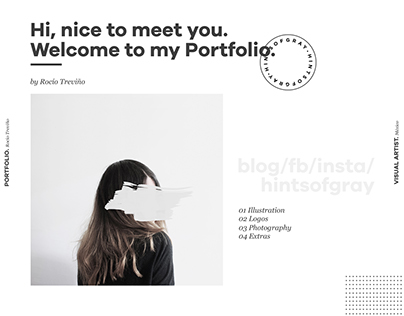 Hi, nice to meet you.
Welcome to my Portfolio.
HINTSOFGRAY·HINTSOFGRAY·
by Rocío Treviño
PORTFOLIO. Rocío Treviño
blog/fb/insta/
hintsofgray
VISUAL ARTIST. México
01 Illustration
02 Logos
03 Photography
04 Extras